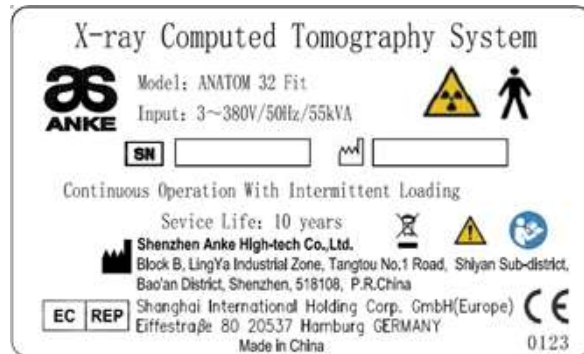 X-ray Computed Tomography System
ANKE
Model: ANATOM 32 Fit
Input: 3~380V/50Hz/55kVA
SN
Continuous Operation With Intermittent Loading
Sevice Life: 10 years
Shenzhen Anke High-tech Co.,Ltd.
Block B, LingYa Industrial Zone, Tangtou No.1 Road, Shiyan Sub-district,
Bao'an District, Shenzhen, 518108, P.R.China
EC REP
Shanghai International Holding Corp. GmbH(Europe)
Eiffestraβe 80 20537 Hamburg GERMANY
CE
0123
Made in China